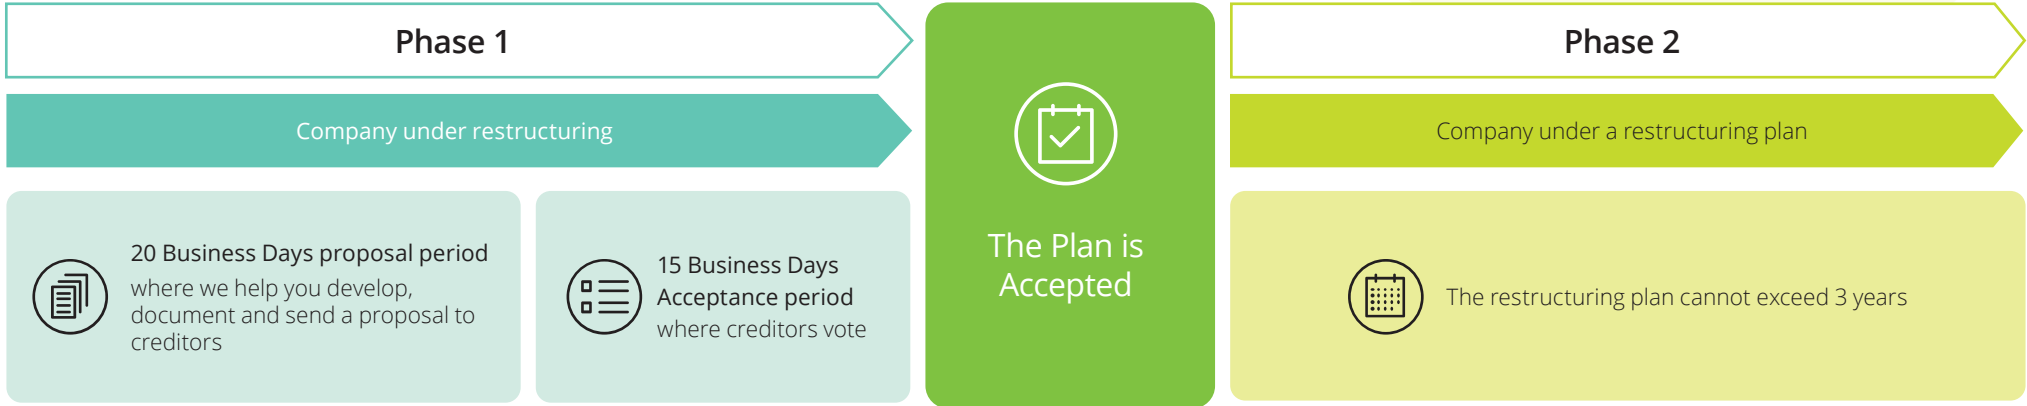 Phase 1
Company under restructuring
20 Business Days proposal period
where we help you develop,
document and send a proposal to
creditors
15 Business Days
Acceptance period
where creditors vote
The Plan is
Accepted
Phase 2
Company under a restructuring plan
The restructuring plan cannot exceed 3 years